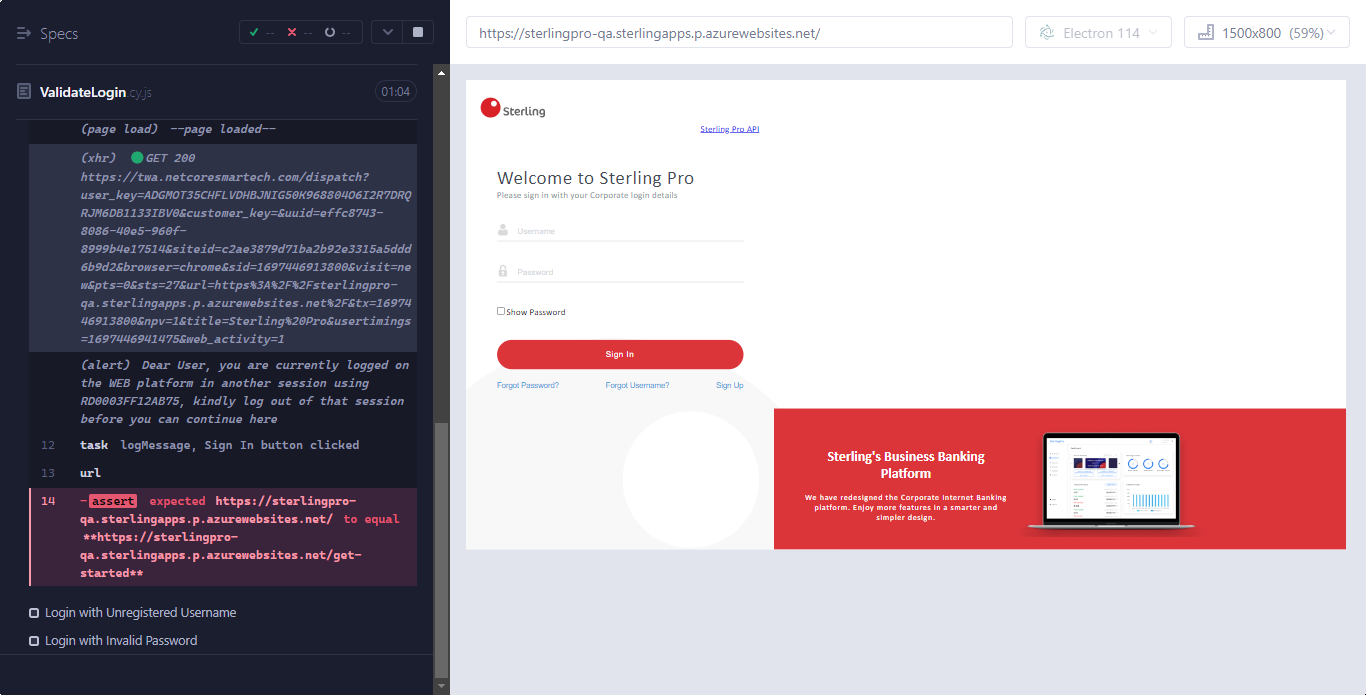 Specs
-- -- --
ValidateLogin.cy.js
01:04
(page load) --page loaded--
(xhr) GET 200
https://twa.netcoresmartech.com/dispatch?
user_key=ADGMOT35CHFLVDHBJNIG50K968804O6I2R7DRQ
RJM6DB1133IBV0&customer_key=&uuid=effc8743-
8086-40e5-960f-
8999b4e17514&siteid=c2ae3879d71ba2b92e3315a5ddd
6b9d2&browser=chrome&sid=1697446913800&visit=ne
w&pts=0&sts=27&url=https%3A%2F%2Fsterlingpro-
qa.sterlingapps.p.azurewebsites.net%2F&tx=16974
46913800&npv=1&title=Sterling%20Pro&usertimings
=1697446941475&web_activity=1
(alert) Dear User, you are currently logged on
the WEB platform in another session using
RD0003FF12AB75, kindly log out of that session
before you can continue here
12 task logMessage, Sign In button clicked
13 url
14 -assert expected https://sterlingpro-
qa.sterlingapps.p.azurewebsites.net/ to equal
**https://sterlingpro-
qa.sterlingapps.p.azurewebsites.net/get-
started**
Login with Unregistered Username
Login with Invalid Password
https://sterlingpro-qa.sterlingapps.p.azurewebsites.net/
Electron 114
1500x800 (59%)
Sterling
Sterling Pro API
Welcome to Sterling Pro
Please sign in with your Corporate login details
Username
Password
Show Password
Sign In
Forgot Password? Forgot Username? Sign Up
Sterling's Business Banking
Platform
We have redesigned the Corporate Internet Banking
platform. Enjoy more features in a smarter and
simpler design.